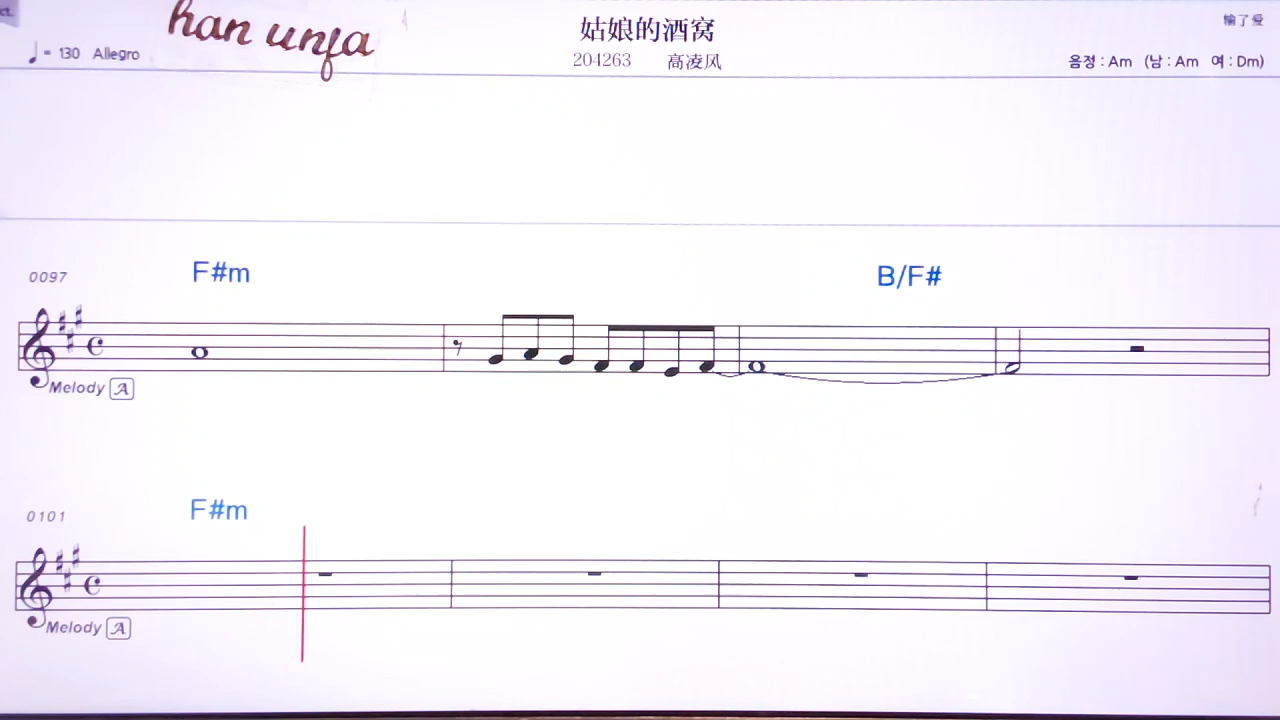 ct.
han unfa
姑娘的酒窝
输了爱
♩= 130 Allegro
204263 高凌风
음정 : Am (남 : Am 여 : Dm)
0097
F#m
B/F#
Melody A
0101
F#m
Melody A